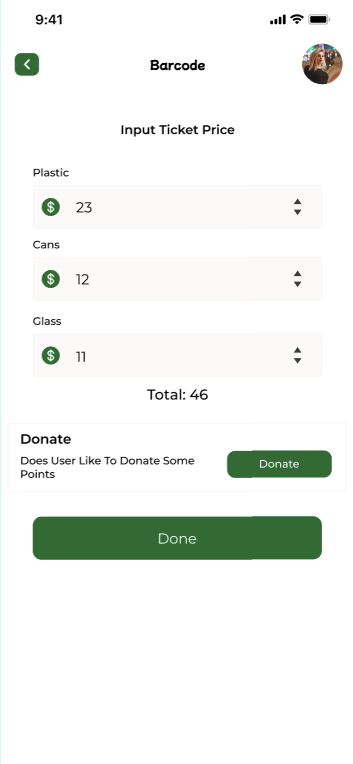 9:41
Barcode
Input Ticket Price
Plastic
$ 23
Cans
$ 12
Glass
$ 11
Total: 46
Donate
Does User Like To Donate Some
Points
Donate
Done